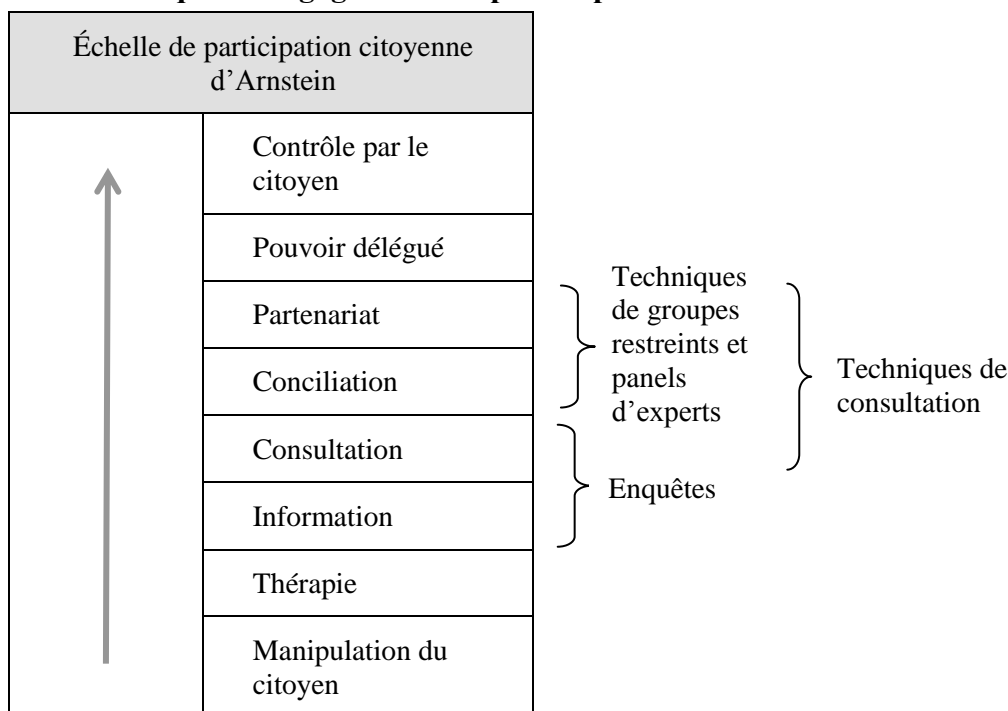 Échelle de participation citoyenne
d’Arnstein
Contrôle par le
citoyen
Pouvoir délégué
Partenariat
Conciliation
Consultation
Information
Thérapie
Manipulation du
citoyen
Techniques
de groupes
restreints et
panels
d’experts
Enquêtes
Techniques de
consultation